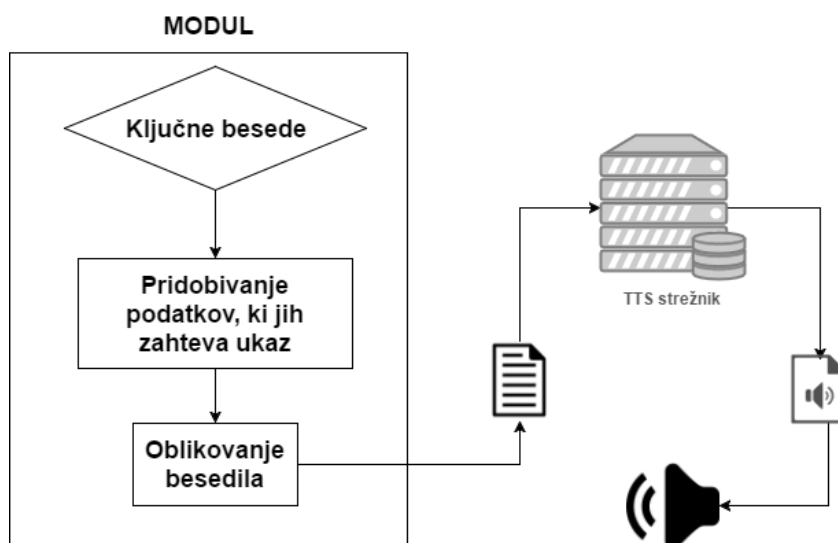 MODUL
Ključne besede
Pridobivanje
podatkov, ki jih
zahteva ukaz
Oblikovanje
besedila
TTS strežnik